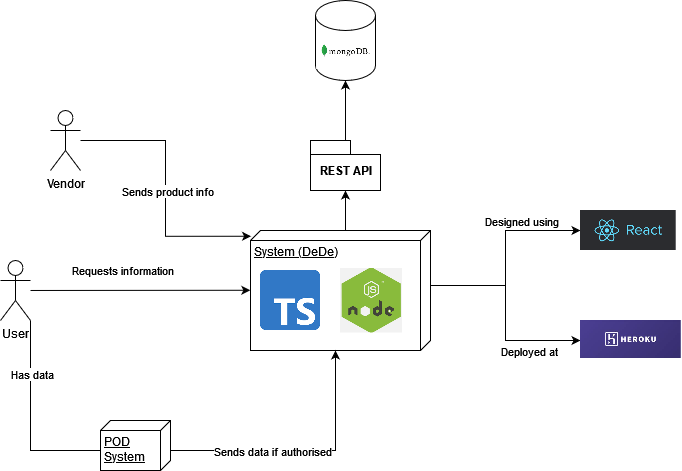 mongoDB.
REST API
Vendor
Sends product info
Designed using
React
System (DeDe)
Requests information
TS
JS
node
User
HEROKU
Deployed at
Has data
POD
System
Sends data if authorised